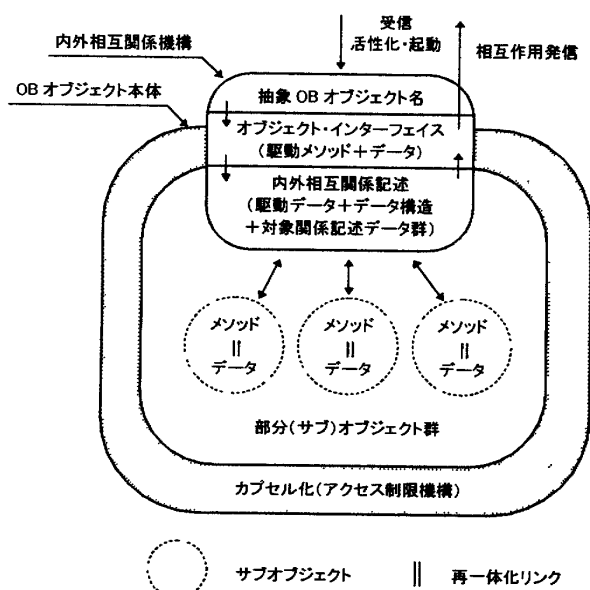 受信
活性化・起動
相互作用発信
内外相互関係機構
OBオブジェクト本体
抽象OBオブジェクト名
オブジェクト・インターフェイス
(駆動メソッド+データ)
内外相互関係記述
(駆動データ+データ構造
+対象関係記述データ群)
メソッド
データ
メソッド
データ
メソッド
データ
部分(サブ)オブジェクト群
カプセル化(アクセス制限機構)
サブオブジェクト
再一体化リンク